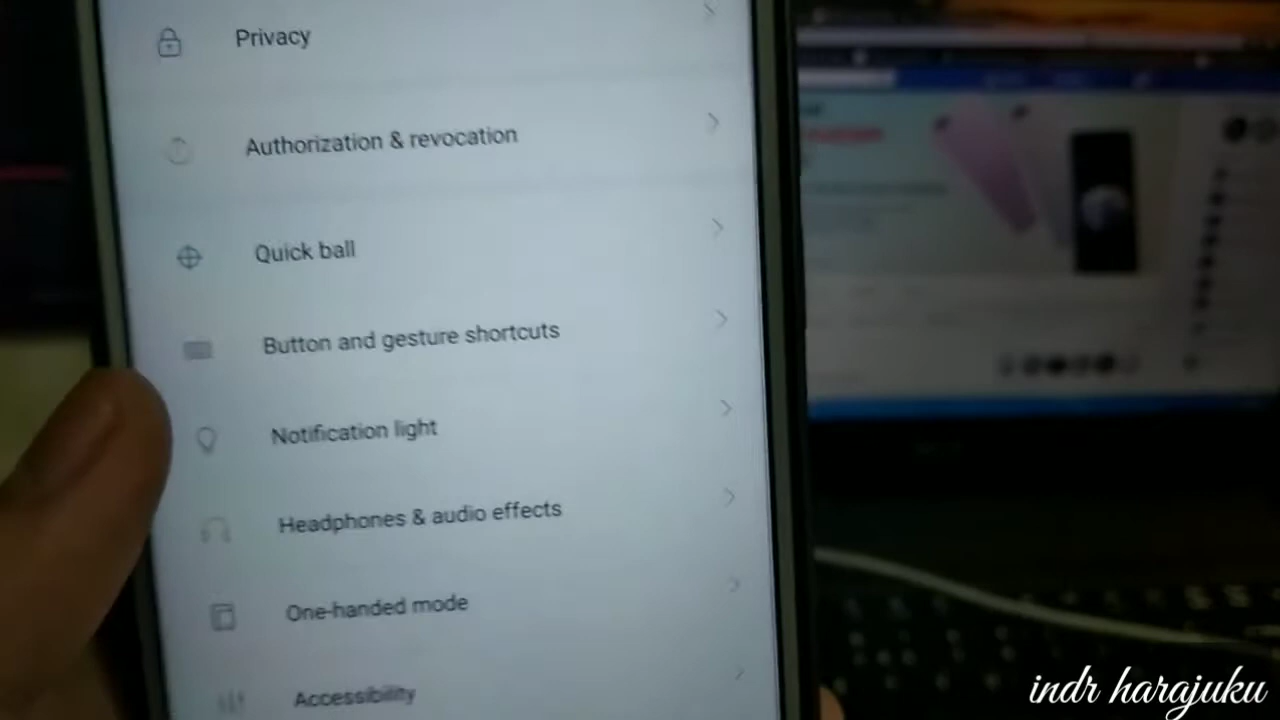 Privacy
Authorization & revocation
Quick ball
Button and gesture shortcuts
Notification light
Headphones & audio effects
One-handed mode
Accessibility
indr harajuku